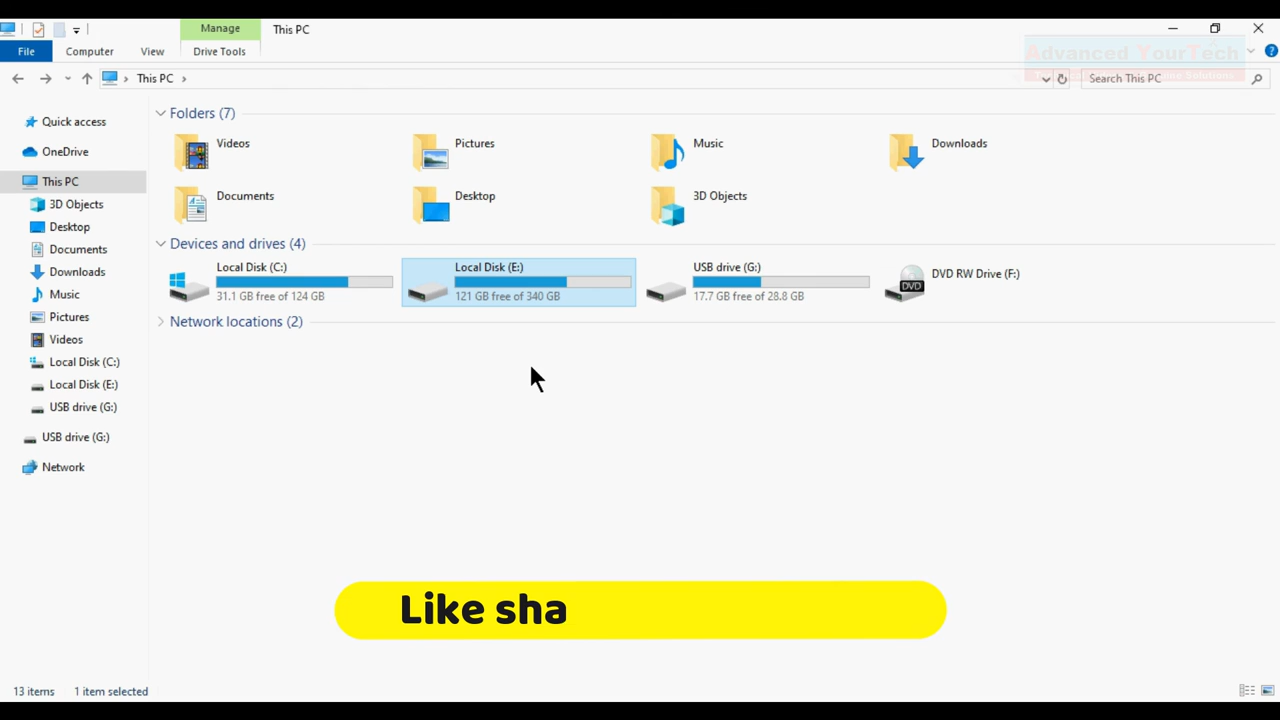 Manage
This PC
File
Computer
View
Drive Tools
Advanced YourTech
This PC
Search This PC
Quick access
OneDrive
This PC
3D Objects
Desktop
Documents
Downloads
Music
Pictures
Videos
Local Disk (C:)
Local Disk (E:)
USB drive (G:)
USB drive (G:)
Network
Folders (7)
Videos
Pictures
Music
Downloads
Documents
Desktop
3D Objects
Devices and drives (4)
Local Disk (C:)
31.1 GB free of 124 GB
Local Disk (E:)
121 GB free of 340 GB
USB drive (G:)
17.7 GB free of 28.8 GB
DVD
DVD RW Drive (F:)
Network locations (2)
Like sha
13 items
1 item selected